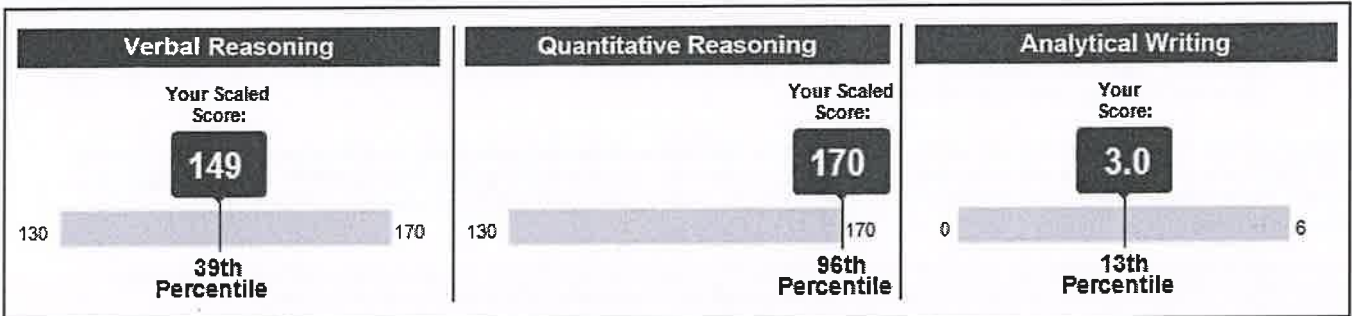 Verbal Reasoning
Your Scaled
Score:
149
130
170
39th
Percentile
Quantitative Reasoning
Your Scaled
Score:
170
130
170
96th
Percentile
Analytical Writing
Your
Score:
3.0
0
6
13th
Percentile